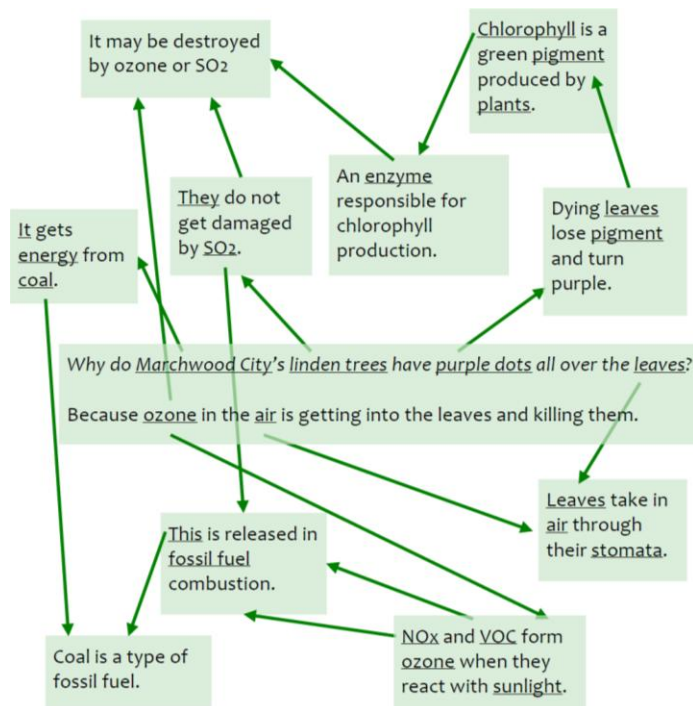 It may be destroyed
by ozone or SO2
Chlorophyll is a
green pigment
produced by
plants.
An enzyme
responsible for
chlorophyll
production.
They do not
get damaged
by SO2.
Dying leaves
lose pigment
and turn
purple.
It gets
energy from
coal.
Why do Marchwood City's linden trees have purple dots all over the leaves?
Because ozone in the air is getting into the leaves and killing them.
Leaves take in
air through
their stomata.
This is released in
fossil fuel
combustion.
NOx and VOC form
ozone when they
react with sunlight.
Coal is a type of
fossil fuel.